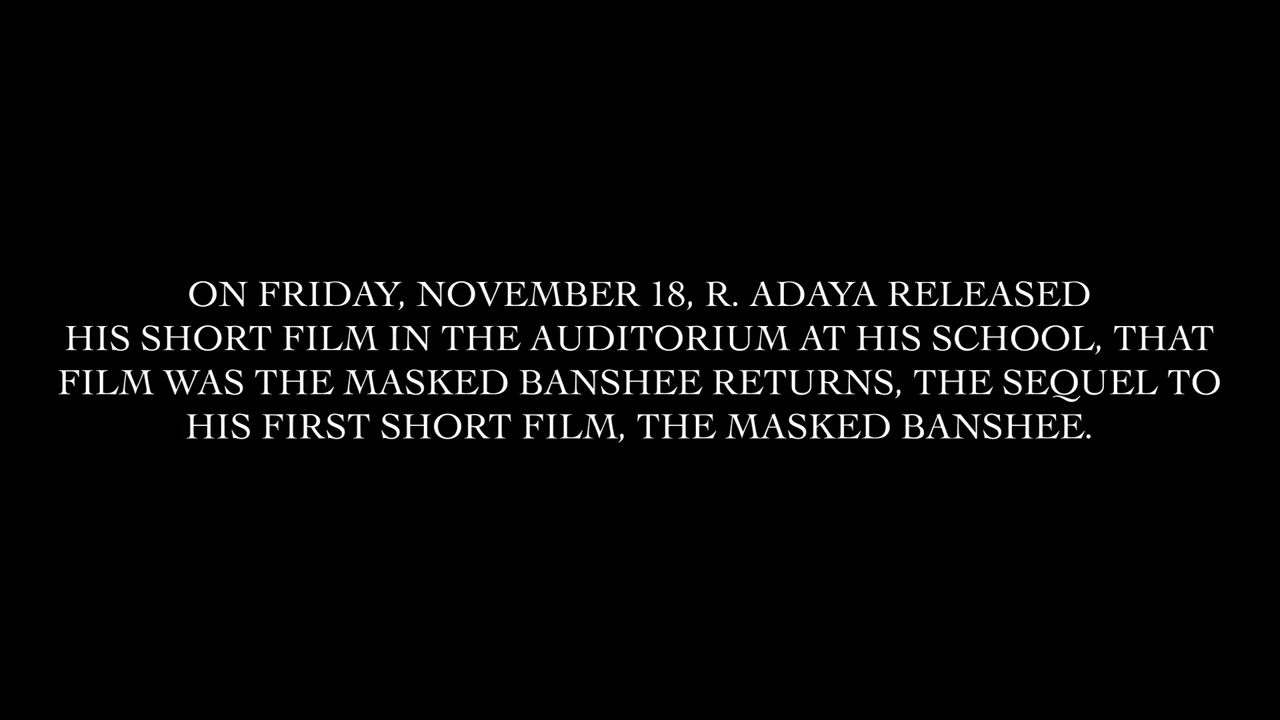 ON FRIDAY, NOVEMBER 18, R. ADAYA RELEASED
HIS SHORT FILM IN THE AUDITORIUM AT HIS SCHOOL, THAT
FILM WAS THE MASKED BANSHEE RETURNS, THE SEQUEL TO
HIS FIRST SHORT FILM, THE MASKED BANSHEE.